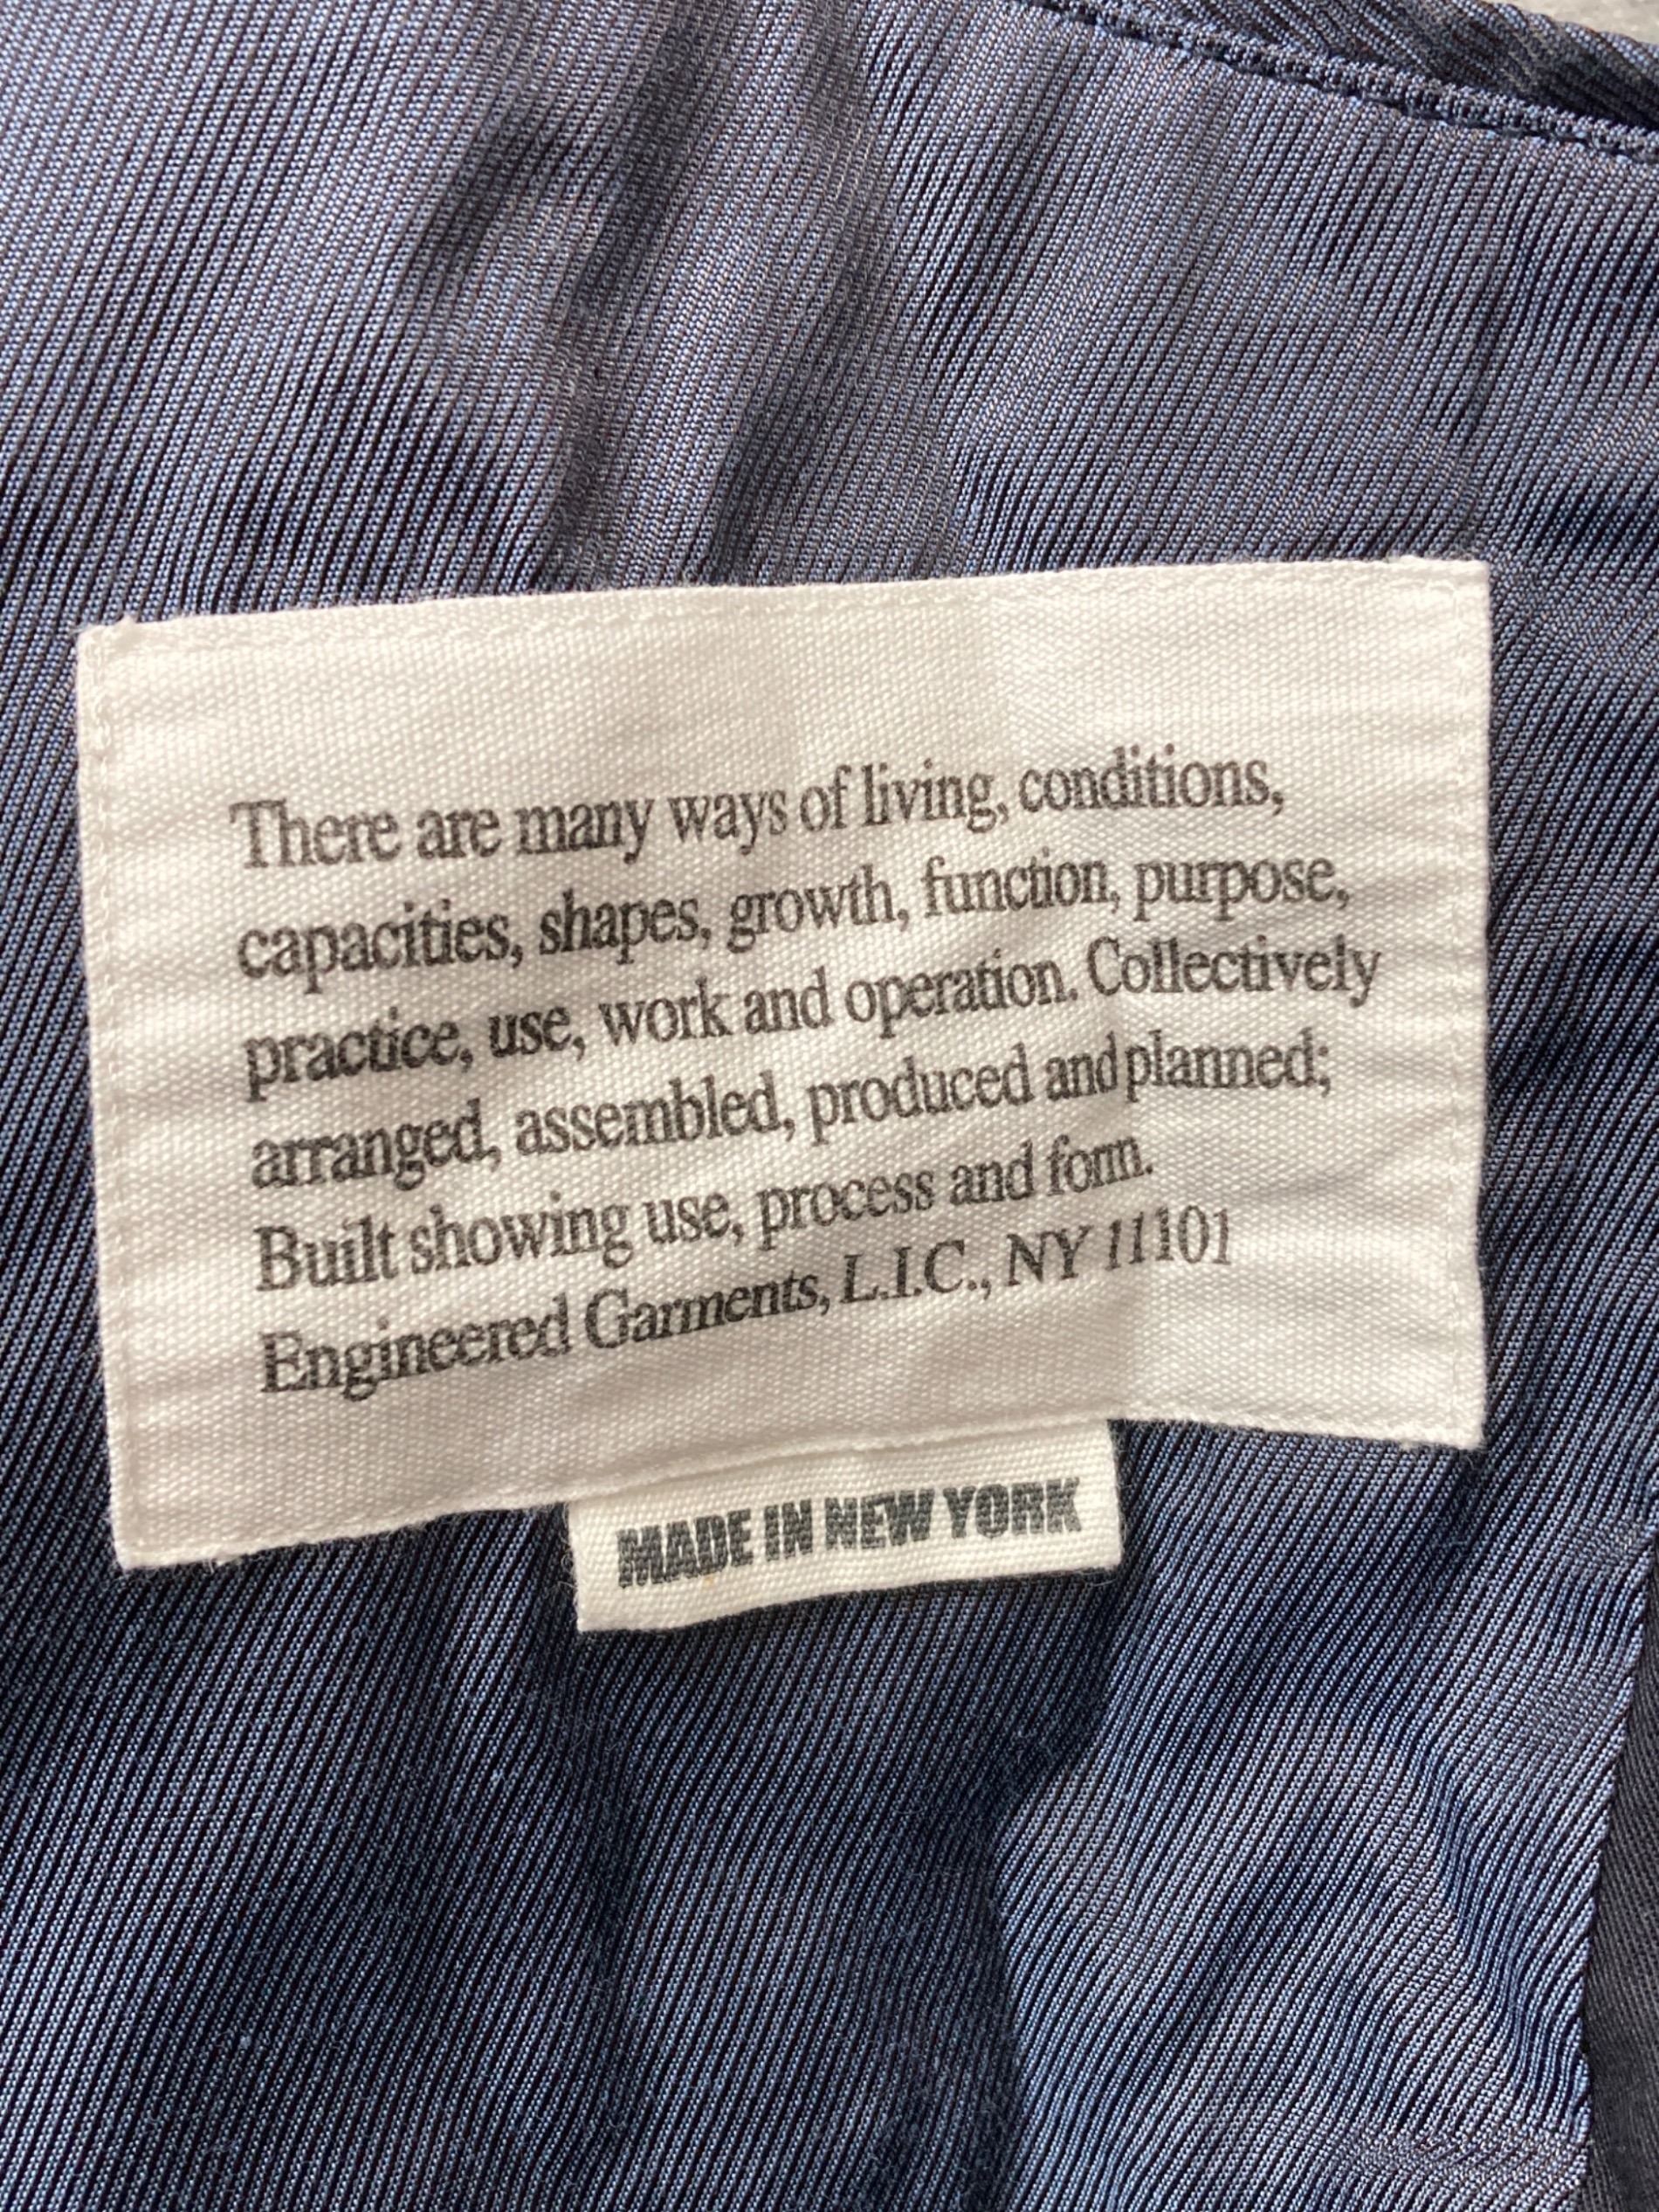 There are many ways of living, conditions,
capacities, shapes, growth, function, purpose,
practice, use, work and operation. Collectively
arranged, assembled, produced and planned;
Built showing use, process and form.
Engineered Garments, L.I.C., NY 11101
MADE IN NEW YORK